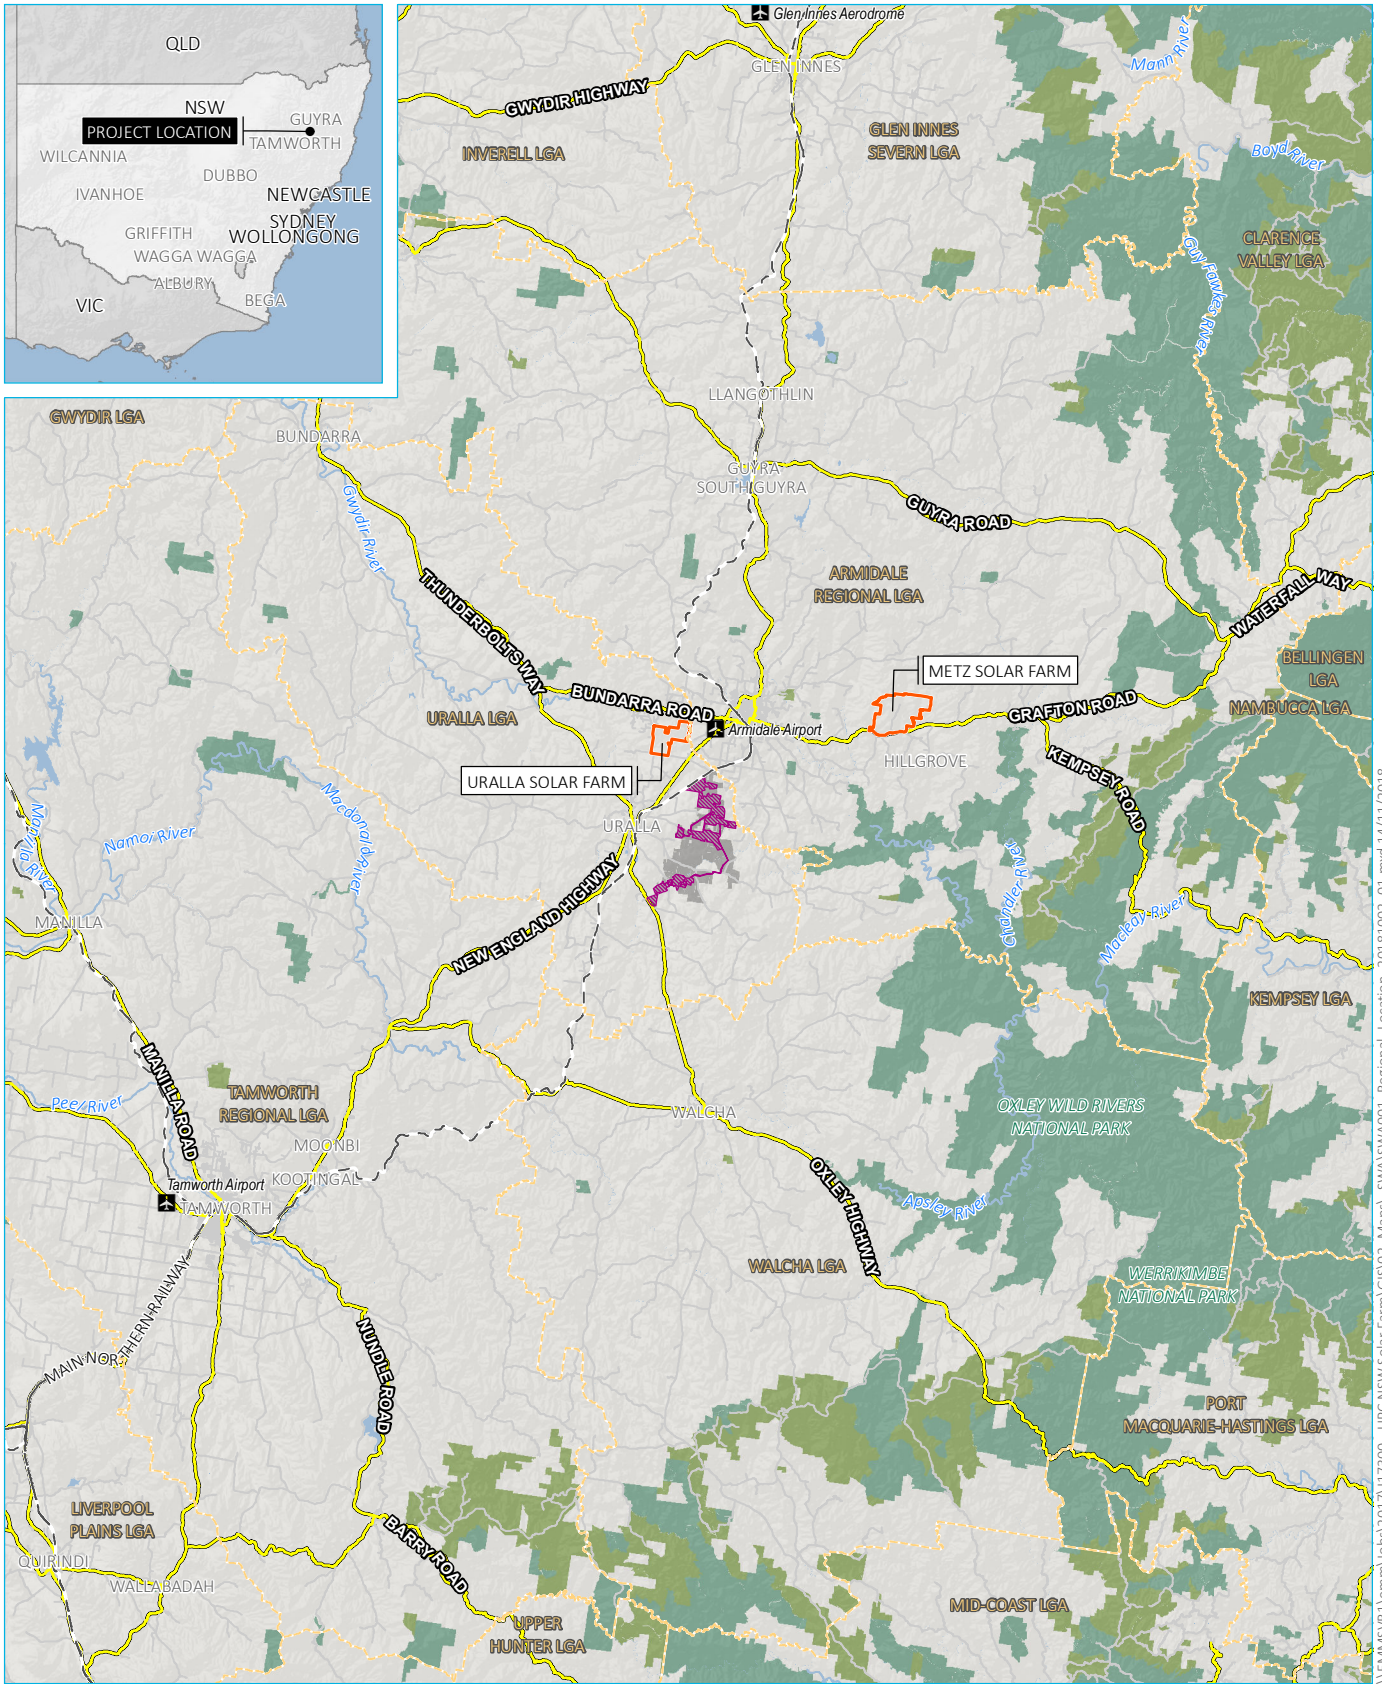 QLD
NSW
PROJECT LOCATION
GUYRA
TAMWORTH
WILCANNIA
DUBBO
IVANHOE
NEWCASTLE
SYDNEY
GRIFFITH
WOLLONGONG
WAGGA WAGGA
ALBURY
BEGA
VIC
Glen Innes Aerodrome
GLEN INNES
GWYDIR HIGHWAY
INVERELL LGA
GLEN INNES
SEVERN LGA
Mann River
Boyd River
CLARENCE
VALLEY LGA
Guy Fawkes River
GWYDIR LGA
BUNDARRA
LLANGOTHLIN
GUYRA
SOUTH GUYRA
Gwydir River
GUYRA ROAD
THUNDERBOLTS WAY
ARMIDALE
REGIONAL LGA
WATERFALL WAY
BELLINGEN
LGA
NAMBUCCA LGA
METZ SOLAR FARM
BUNDARRA ROAD
GRAFTON ROAD
URALLA LGA
Armidale Airport
HILLGROVE
KEMPSEY ROAD
URALLA SOLAR FARM
URALLA
Macdonald River
Namoi River
Manilla River
MANILLA
NEW ENGLAND HIGHWAY
Chandler River
Macleay River
KEMPSEY LGA
MANILLA ROAD
TAMWORTH
REGIONAL LGA
Peel River
MOONBI
KOOTINGAL
Tamworth Airport
TAMWORTH
WALCHA
OXLEY WILD RIVERS
NATIONAL PARK
OXLEY HIGHWAY
Apsley River
WALCHA LGA
WERRIKIMBE
NATIONAL PARK
MAIN NORTHERN RAILWAY
NUNDLE ROAD
PORT
MACQUARIE-HASTINGS LGA
LIVERPOOL
PLAINS LGA
QUIRINDI
WALLABADAH
BARRY ROAD
UPPER
HUNTER LGA
MID-COAST LGA